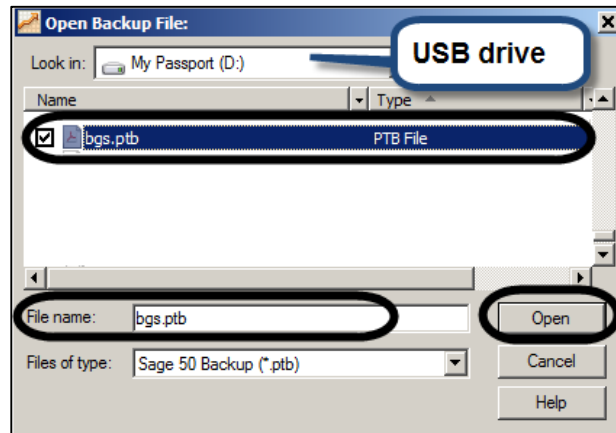 Open Backup File:
Look in: My Passport (D:)
USB drive
Name Type
bgs.ptb PTB File
File name: bgs.ptb Open
Files of type: Sage 50 Backup (*.ptb) Cancel
Help